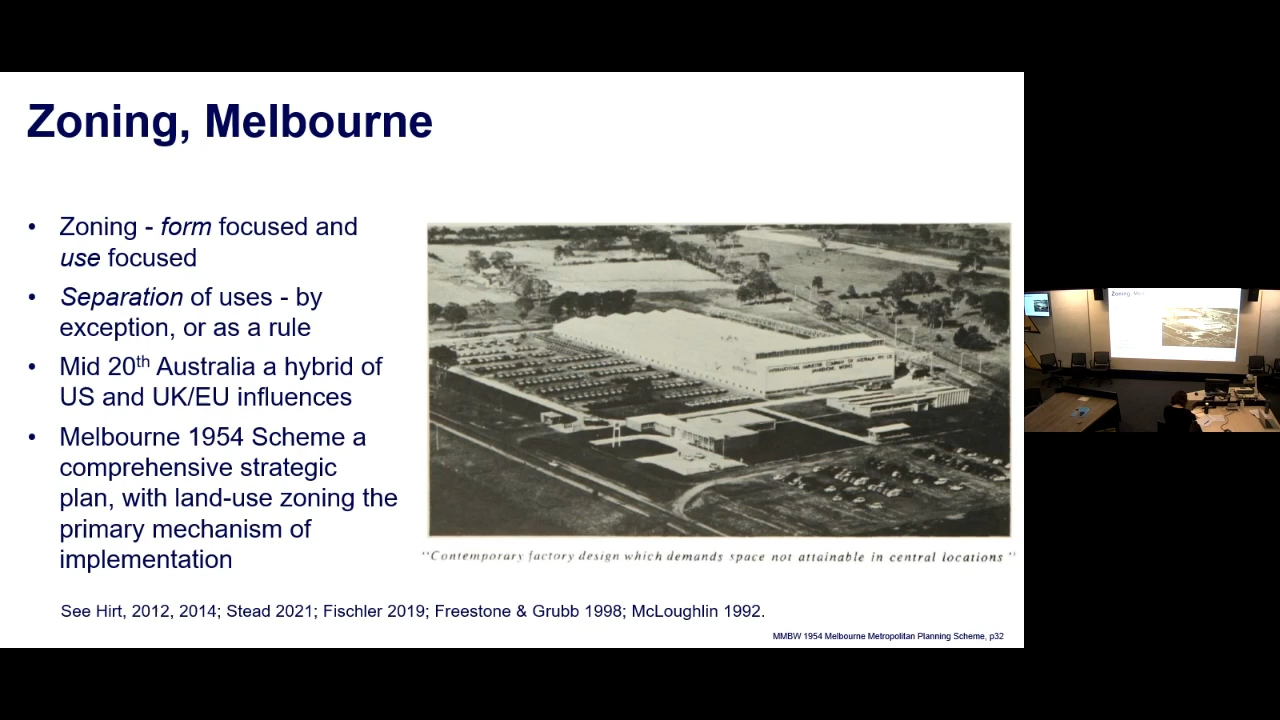 Zoning, Melbourne
• Zoning - form focused and
use focused
• Separation of uses - by
exception, or as a rule
• Mid 20th Australia a hybrid of
US and UK/EU influences
• Melbourne 1954 Scheme a
comprehensive strategic
plan, with land-use zoning the
primary mechanism of
implementation
"Contemporary factory design which demands space not attainable in central locations"
See Hirt, 2012, 2014; Stead 2021; Fischler 2019; Freestone & Grubb 1998; McLoughlin 1992.
MMBW 1954 Melbourne Metropolitan Planning Scheme, p32